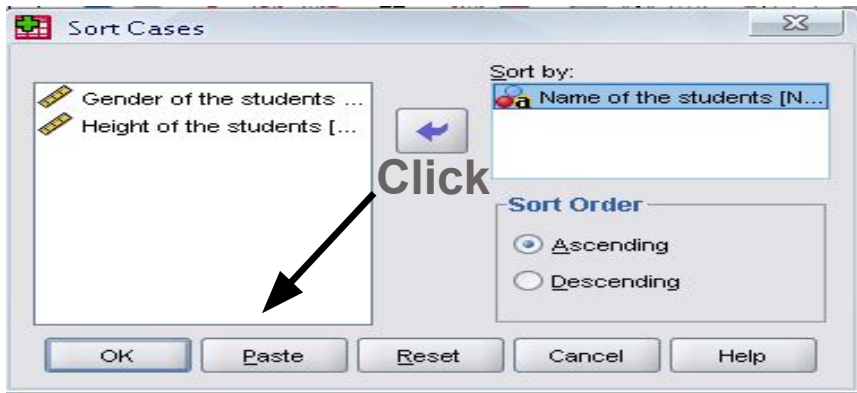 Sort Cases
Sort by:
Gender of the students ...
Height of the students [...
Name of the students [N...
Click
Sort Order
Ascending
Descending
OK Paste Reset Cancel Help